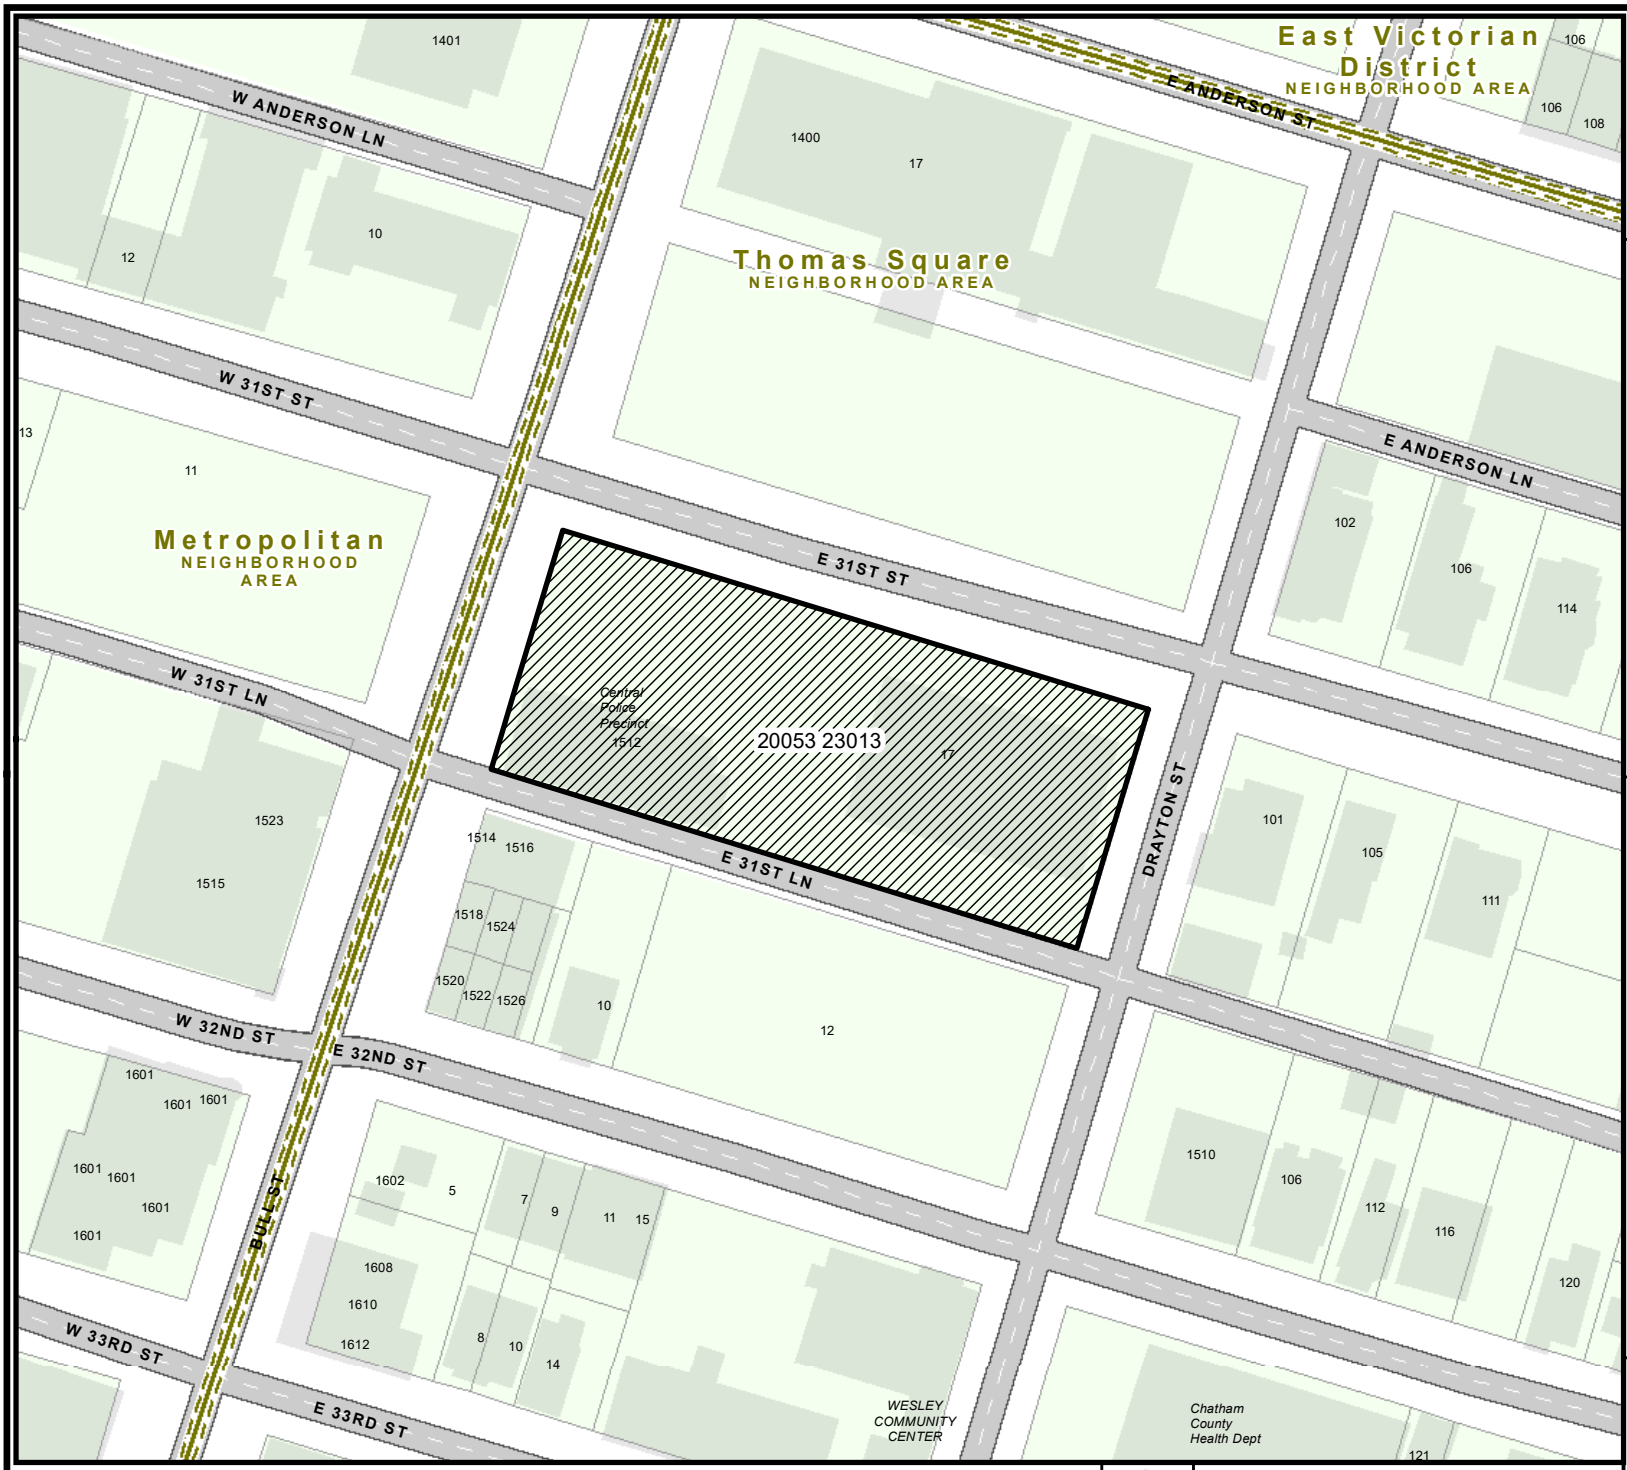 1401
East Victorian
District
NEIGHBORHOOD AREA
106
106
108
W ANDERSON LN
E ANDERSON ST
1400
17
10
12
Thomas Square
NEIGHBORHOOD AREA
W 31ST ST
13
11
E ANDERSON LN
102
106
114
Metropolitan
NEIGHBORHOOD
AREA
E 31ST ST
W 31ST LN
Central
Police
Precinct
1512
20053 23013
17
DRAYTON ST
1523
1515
1514
1516
E 31ST LN
101
105
111
1518
1524
1520
1522
1526
10
12
W 32ND ST
E 32ND ST
1601
1601
1601
1601
1601
1601
1601
BULL ST
1602
5
7
9
11
15
1510
106
112
116
120
1608
1610
1612
8
10
14
W 33RD ST
E 33RD ST
WESLEY
COMMUNITY
CENTER
Chatham
County
Health Dept
121